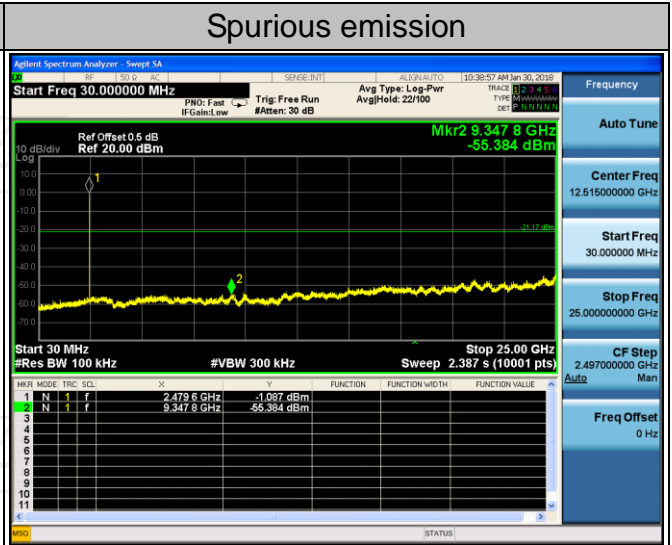 Spurious emission
Agilent Spectrum Analyzer - Swept SA
RF 50 Ω AC SENSE:INT ALIGN AUTO 10:38:57 AM Jan 30, 2018
Start Freq 30.000000 MHz
PNO: Fast
IFGain:Low
Trig: Free Run
#Atten: 30 dB
Avg Type: Log-Pwr
Avg|Hold: 22/100
TRACE 1 2 3 4 5 6
TYPE
DET P N N N N N
Frequency
Auto Tune
Ref Offset 0.5 dB
10 dB/div Ref 20.00 dBm
Log
Mkr2 9.347 8 GHz
-55.384 dBm
10.0
0.00
-10.0
-20.0
-30.0
-40.0
-50.0
-60.0
-70.0
1
2
-21.17 dBm
Center Freq
12.515000000 GHz
Start Freq
30.000000 MHz
Stop Freq
25.000000000 GHz
CF Step
2.497000000 GHz
Auto Man
Freq Offset
0 Hz
Start 30 MHz Stop 25.00 GHz
#Res BW 100 kHz #VBW 300 kHz Sweep 2.387 s (10001 pts)
MKR MODE TRC SCL X Y FUNCTION FUNCTION WIDTH FUNCTION VALUE
1 N 1 f 2.479 6 GHz -1.087 dBm
2 N 1 f 9.347 8 GHz -55.384 dBm
3
4
5
6
7
8
9
10
11
MSG STATUS